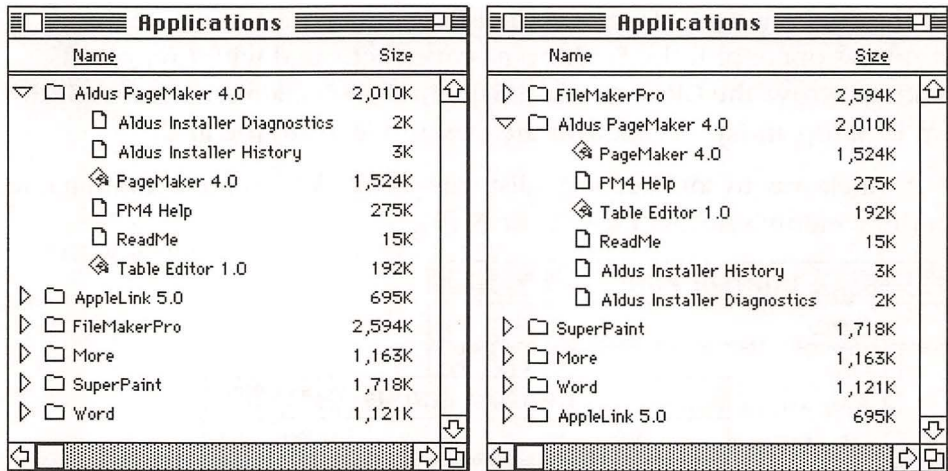 Applications
Name Size
Aldus PageMaker 4.0 2,010K
Aldus Installer Diagnostics 2K
Aldus Installer History 3K
PageMaker 4.0 1,524K
PM4 Help 275K
ReadMe 15K
Table Editor 1.0 192K
AppleLink 5.0 695K
FileMakerPro 2,594K
More 1,163K
SuperPaint 1,718K
Word 1,121K
Applications
Name Size
FileMakerPro 2,594K
Aldus PageMaker 4.0 2,010K
PageMaker 4.0 1,524K
PM4 Help 275K
Table Editor 1.0 192K
ReadMe 15K
Aldus Installer History 3K
Aldus Installer Diagnostics 2K
SuperPaint 1,718K
More 1,163K
Word 1,121K
AppleLink 5.0 695K